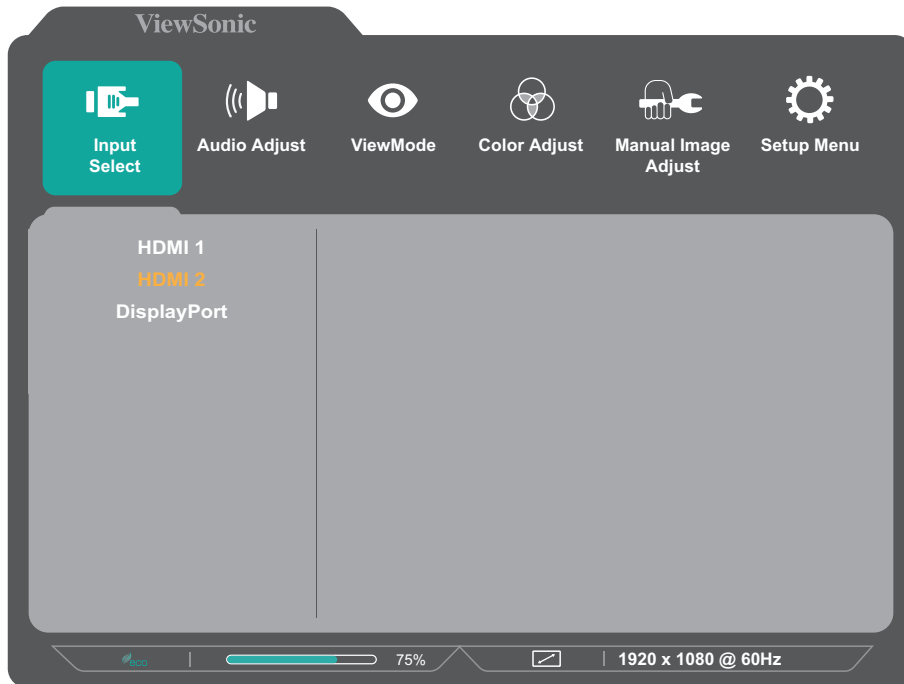 ViewSonic
Input
Select
Audio Adjust
ViewMode
Color Adjust
Manual Image
Adjust
Setup Menu
HDMI 1
HDMI 2
DisplayPort
eco
75%
1920 x 1080 @ 60Hz